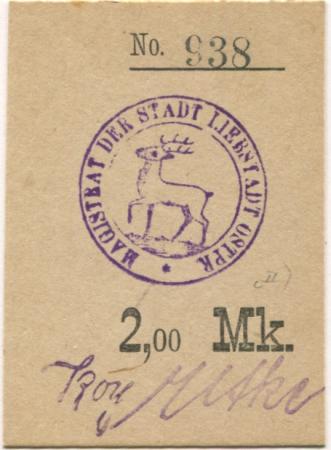 No. 938
MAGISTRAT DER STADT LIEBSTADT OSTPR.
2,00 Mk.